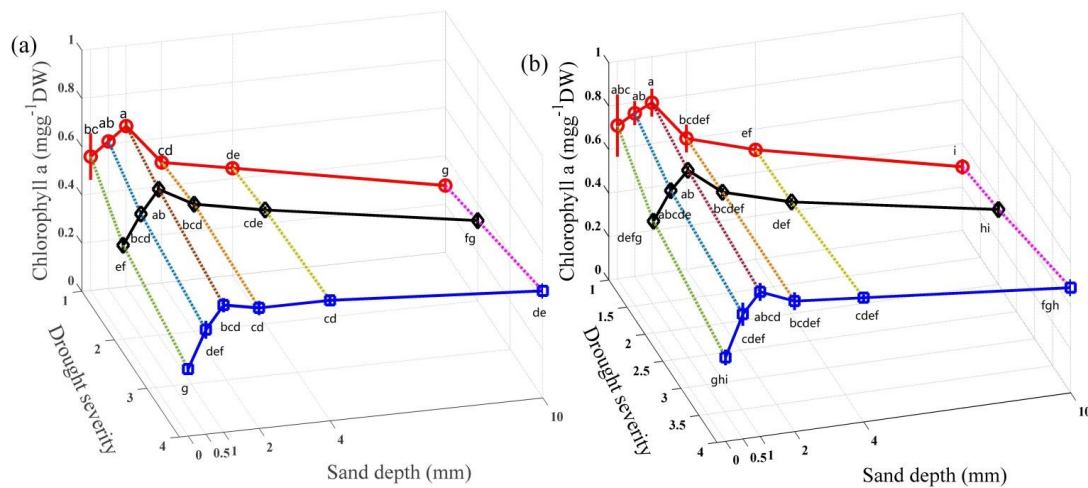 (a)
Chlorophyll a (mgg⁻¹DW)
1
0.8
0.6
0.4
0.2
0
bc
ab
a
cd
de
g
ef
bcd
ab
bcd
cde
fg
g
def
bcd
cd
cd
de
1
2
3
4
Drought severity
0
0.5
1
2
4
10
Sand depth (mm)
(b)
Chlorophyll a (mgg⁻¹DW)
1
0.8
0.6
0.4
0.2
0
abc
ab
a
bcdef
ef
i
defg
abcde
ab
bcdef
def
hi
ghi
cdef
abcd
bcdef
cdef
fgh
1
1.5
2
2.5
3
3.5
4
Drought severity
0
0.5
1
2
4
10
Sand depth (mm)